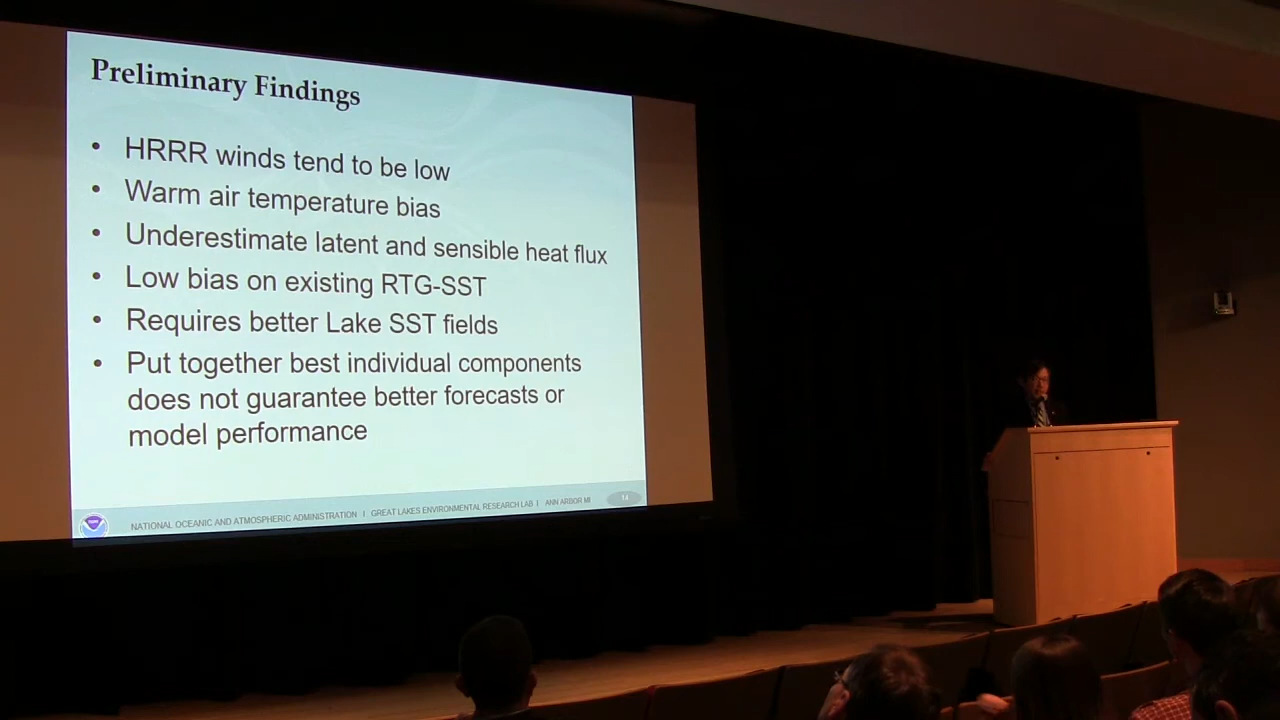 Preliminary Findings
• HRRR winds tend to be low
• Warm air temperature bias
• Underestimate latent and sensible heat flux
• Low bias on existing RTG-SST
• Requires better Lake SST fields
• Put together best individual components
does not guarantee better forecasts or
model performance
NATIONAL OCEANIC AND ATMOSPHERIC ADMINISTRATION I GREAT LAKES ENVIRONMENTAL RESEARCH LAB I ANN ARBOR MI
14